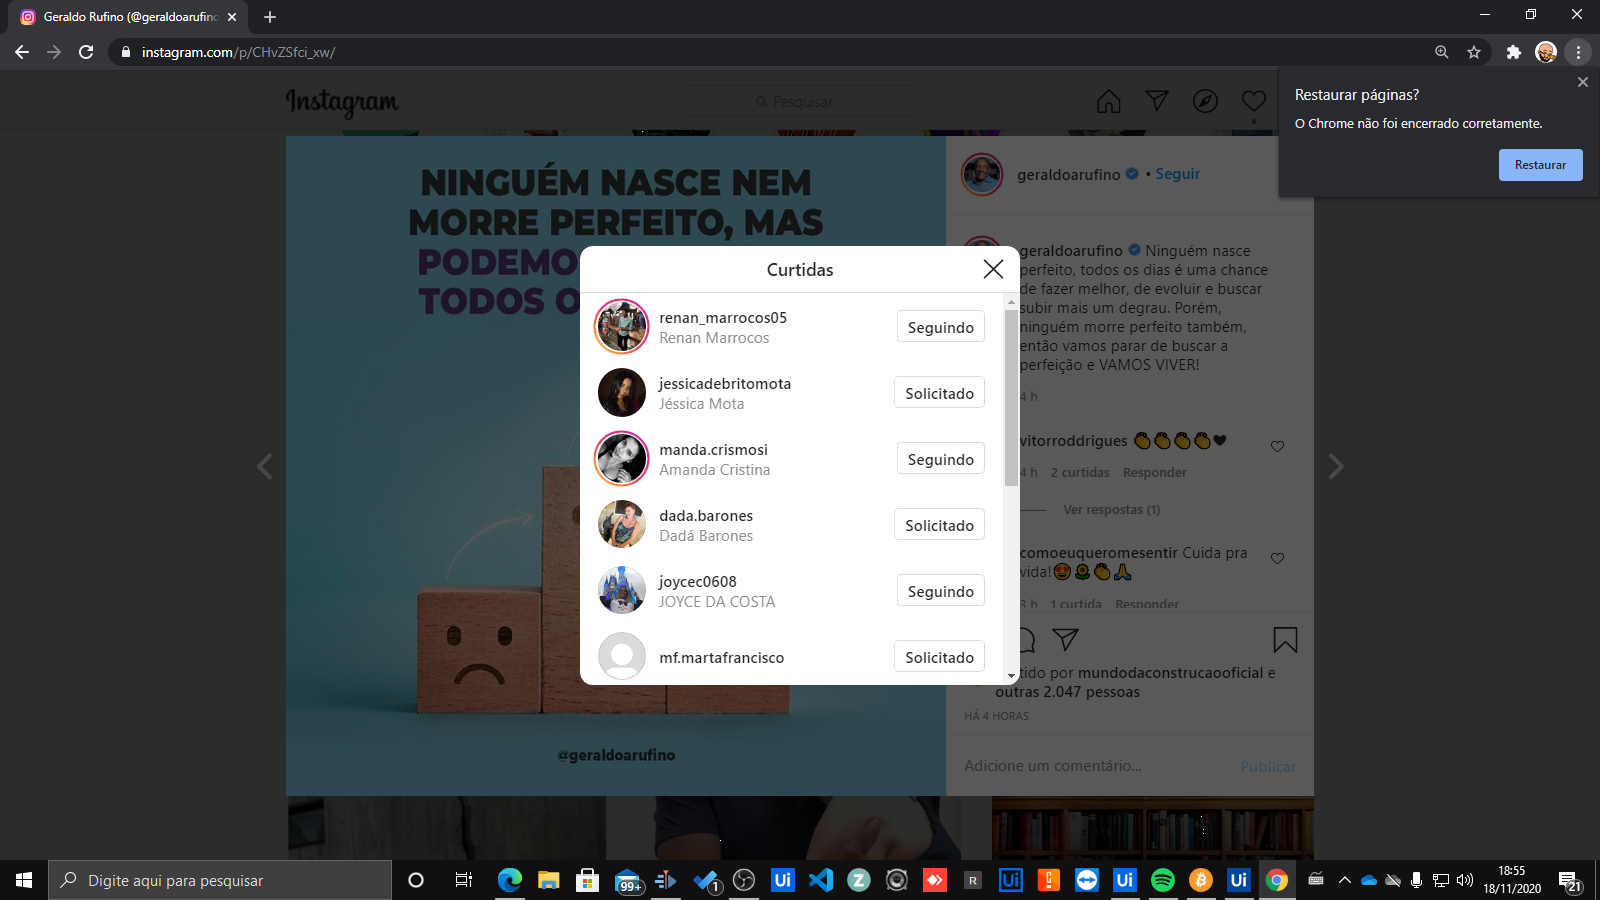 Geraldo Rufino (@geraldoarufino
instagram.com/p/CHvZSfci_xw/
Restaurar páginas?
O Chrome não foi encerrado corretamente.
Restaurar
Instagram
Pesquisar
NINGUÉM NASCE NEM
MORRE PERFEITO, MAS
PODEMO
TODOS O
@geraldoarufino
Curtidas
renan_marrocos05
Renan Marrocos
Seguindo
jessicadebritomota
Jéssica Mota
Solicitado
manda.crismosi
Amanda Cristina
Seguindo
dada.barones
Dadá Barones
Solicitado
joycec0608
JOYCE DA COSTA
Seguindo
mf.martafrancisco
Solicitado
geraldoarufino • Seguir
geraldoarufino Ninguém nasce
perfeito, todos os dias é uma chance
de fazer melhor, de evoluir e buscar
subir mais um degrau. Porém,
ninguém morre perfeito também,
então vamos parar de buscar a
perfeição e VAMOS VIVER!
4 h
vitorroddrigues 👏👏👏👏🖤
4 h 2 curtidas Responder
Ver respostas (1)
comoeuqueromesentir Cuida pra
vida!😍🌻👏🙏
3 h 1 curtida Responder
tido por mundodaconstrucaooficial e
outras 2.047 pessoas
HÁ 4 HORAS
Adicione um comentário...
Publicar
Digite aqui para pesquisar
99+
1
Ui
Z
R
Ui
Ui
Ui
18:55
18/11/2020
21